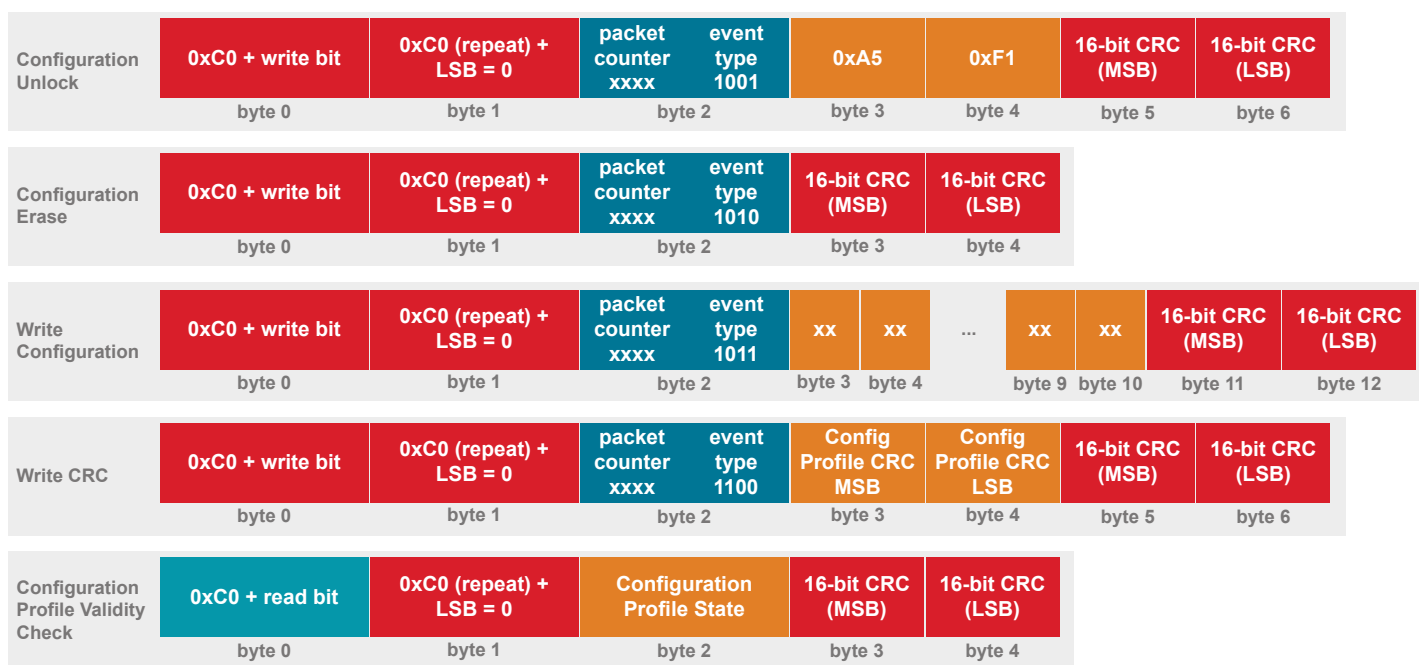 Configuration
Unlock
0xC0 + write bit
0xC0 (repeat) +
LSB = 0
packet
counter
xxxx
event
type
1001
0xA5
0xF1
16-bit CRC
(MSB)
16-bit CRC
(LSB)
byte 0
byte 1
byte 2
byte 3
byte 4
byte 5
byte 6
Configuration
Erase
0xC0 + write bit
0xC0 (repeat) +
LSB = 0
packet
counter
xxxx
event
type
1010
16-bit CRC
(MSB)
16-bit CRC
(LSB)
byte 0
byte 1
byte 2
byte 3
byte 4
Write
Configuration
0xC0 + write bit
0xC0 (repeat) +
LSB = 0
packet
counter
xxxx
event
type
1011
xx
xx
...
xx
xx
16-bit CRC
(MSB)
16-bit CRC
(LSB)
byte 0
byte 1
byte 2
byte 3
byte 4
byte 9
byte 10
byte 11
byte 12
Write CRC
0xC0 + write bit
0xC0 (repeat) +
LSB = 0
packet
counter
xxxx
event
type
1100
Config
Profile CRC
MSB
Config
Profile CRC
LSB
16-bit CRC
(MSB)
16-bit CRC
(LSB)
byte 0
byte 1
byte 2
byte 3
byte 4
byte 5
byte 6
Configuration
Profile Validity
Check
0xC0 + read bit
0xC0 (repeat) +
LSB = 0
Configuration
Profile State
16-bit CRC
(MSB)
16-bit CRC
(LSB)
byte 0
byte 1
byte 2
byte 3
byte 4